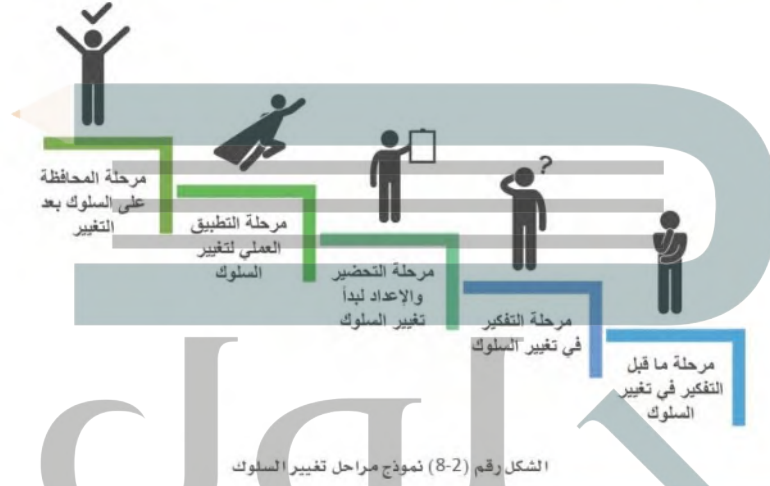 مرحلة المحافظة
على السلوك بعد
التغيير
مرحلة التطبيق
العملي لتغيير
السلوك
مرحلة التحضير
والإعداد لبدأ
تغيير السلوك
?
مرحلة التفكير
في تغيير السلوك
مرحلة ما قبل
التفكير في تغيير
السلوك
الشكل رقم (2-8) نموذج مراحل تغيير السلوك